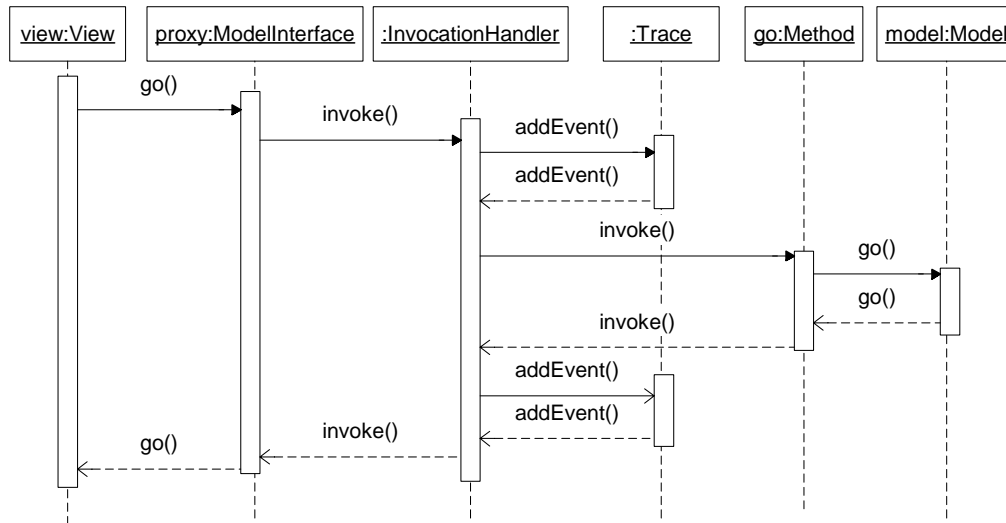 view:View
proxy:ModelInterface
:InvocationHandler
:Trace
go:Method
model:Model
go()
invoke()
addEvent()
addEvent()
invoke()
go()
go()
invoke()
addEvent()
addEvent()
invoke()
go()